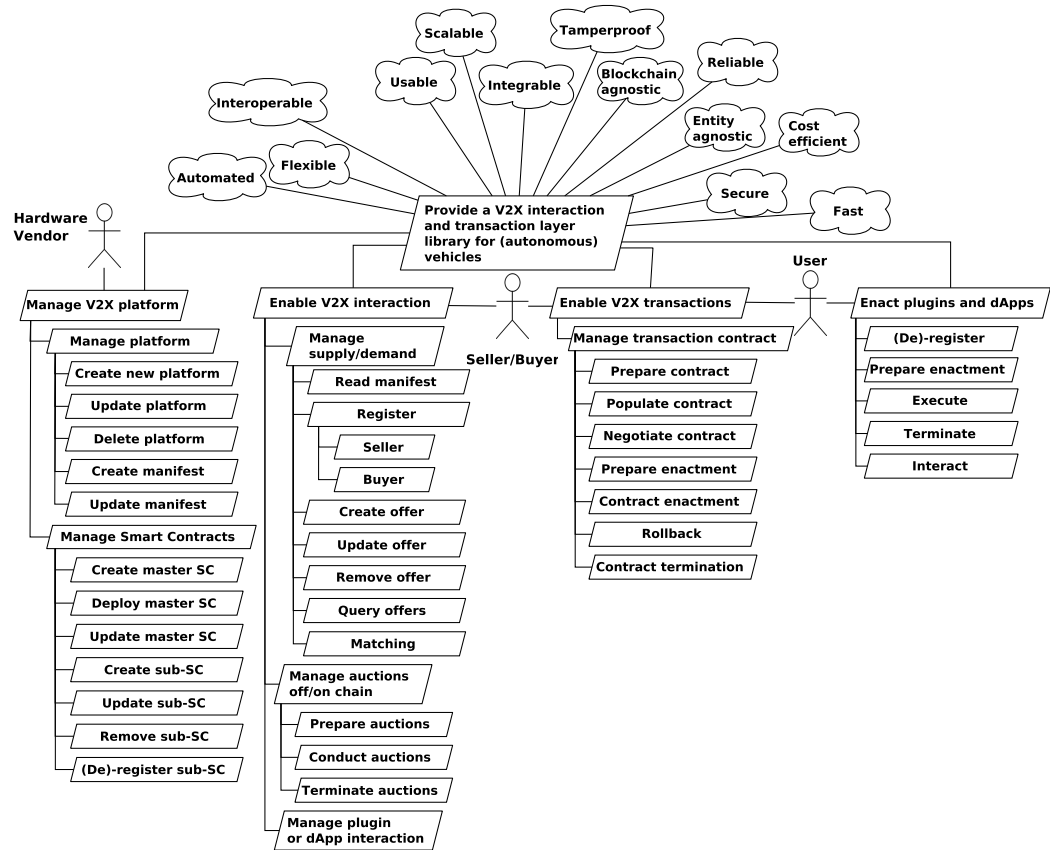 Scalable
Tamperproof
Usable
Integrable
Blockchain
agnostic
Reliable
Interoperable
Entity
agnostic
Cost
efficient
Automated
Flexible
Secure
Fast
Provide a V2X interaction
and transaction layer
library for (autonomous)
vehicles
Hardware
Vendor
Seller/Buyer
User
Manage V2X platform
Manage platform
Create new platform
Update platform
Delete platform
Create manifest
Update manifest
Manage Smart Contracts
Create master SC
Deploy master SC
Update master SC
Create sub-SC
Update sub-SC
Remove sub-SC
(De)-register sub-SC
Enable V2X interaction
Manage
supply/demand
Read manifest
Register
Seller
Buyer
Create offer
Update offer
Remove offer
Query offers
Matching
Manage auctions
off/on chain
Prepare auctions
Conduct auctions
Terminate auctions
Manage plugin
or dApp interaction
Enable V2X transactions
Manage transaction contract
Prepare contract
Populate contract
Negotiate contract
Prepare enactment
Contract enactment
Rollback
Contract termination
Enact plugins and dApps
(De)-register
Prepare enactment
Execute
Terminate
Interact